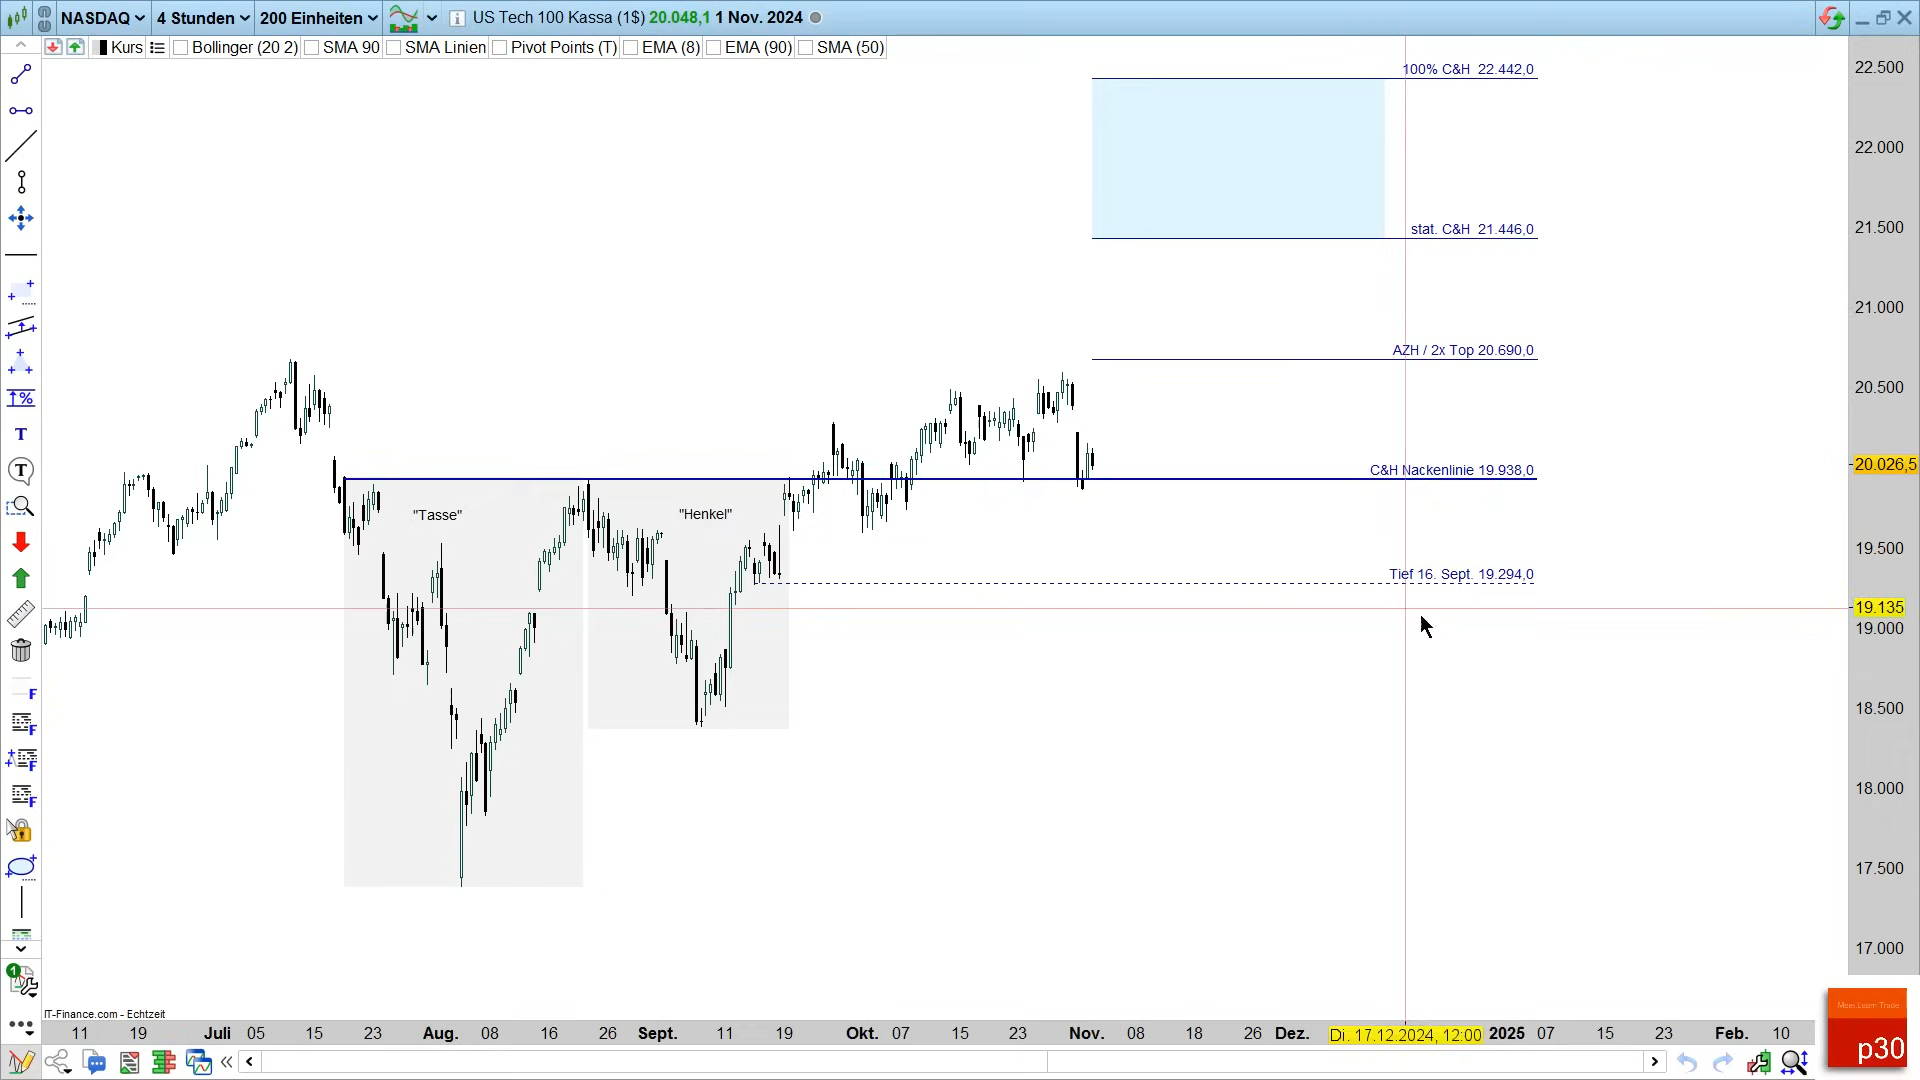 NASDAQ 4 Stunden 200 Einheiten US Tech 100 Kassa (1$) 20.048,1 1 Nov. 2024
Kurs Bollinger (20 2) SMA 90 SMA Linien Pivot Points (T) EMA (8) EMA (90) SMA (50)
100% C&H 22.442,0
22.500
22.000
stat. C&H 21.446,0
21.500
21.000
AZH / 2x Top 20.690,0
20.500
C&H Nackenlinie 19.938,0
20.026,5
"Tasse"
"Henkel"
19.500
Tief 16. Sept. 19.294,0
19.135
19.000
18.500
18.000
17.500
17.000
T
T
%
F
F
F
F
1
IT-Finance.com - Echtzeit
11 19 Juli 05 15 23 Aug. 08 16 26 Sept. 11 19 Okt. 07 15 23 Nov. 08 18 26 Dez. Di. 17.12.2024, 12:00 2025 07 15 23 Feb. 10
Mein Learn Trade
p30